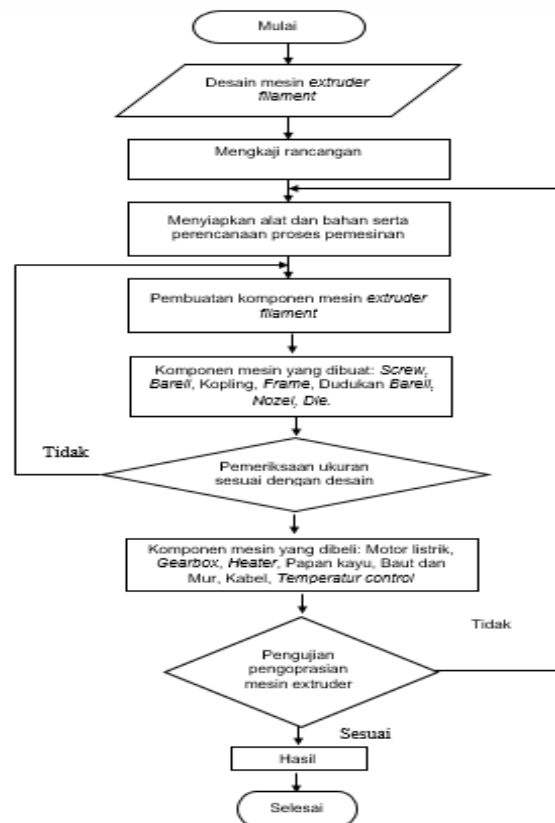 Mulai
Desain mesin extruder
filament
Mengkaji rancangan
Menyiapkan alat dan bahan serta
perencanaan proses pemesinan
Pembuatan komponen mesin extruder
filament
Komponen mesin yang dibuat: Screw,
Barell, Kopling, Frame, Dudukan Barell,
Nozel, Die.
Tidak
Pemeriksaan ukuran
sesuai dengan desain
Komponen mesin yang dibeli: Motor listrik,
Gearbox, Heater, Papan kayu, Baut dan
Mur, Kabel, Temperatur control
Tidak
Pengujian
pengoprasian
mesin extruder
Sesuai
Hasil
Selesai